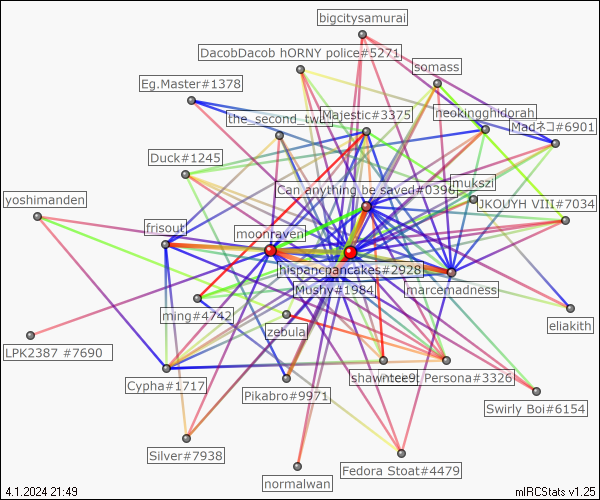 bigcitysamurai
DacobDacob hORNY police#5271
somass
Eg.Master#1378
the_second_tw
Majestic#3375
neokingghidorah
Madネコ#6901
Duck#1245
Can anything be saved#0396
mukszi
JKOUYH VIII#7034
yoshimanden
frisout
moonraven
hispancpancakes#2928
Mushy#1984
marcemadness
ming#4742
zebula
eliakith
LPK2387 #7690
Cypha#1717
Pikabro#9971
shawntee9t Persona#3326
Swirly Boi#6154
Silver#7938
Fedora Stoat#4479
normalwan
4.1.2024 21:49
mIRCStats v1.25